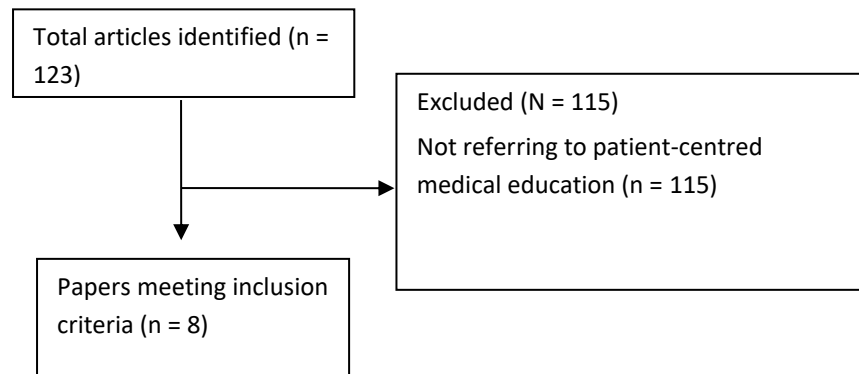 Total articles identified (n =
123)
Excluded (N = 115)
Not referring to patient-centred
medical education (n = 115)
Papers meeting inclusion
criteria (n = 8)